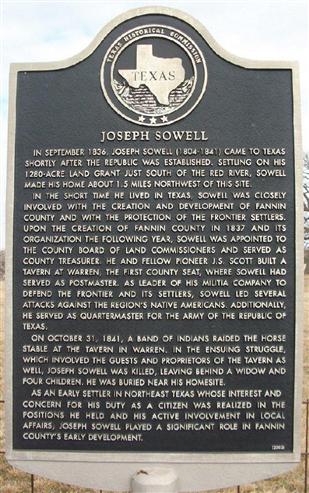 TEXAS HISTORICAL COMMISSION
TEXAS
JOSEPH SOWELL
IN SEPTEMBER 1836, JOSEPH SOWELL (1804-1841) CAME TO TEXAS
SHORTLY AFTER THE REPUBLIC WAS ESTABLISHED. SETTLING ON HIS
1280-ACRE LAND GRANT JUST SOUTH OF THE RED RIVER, SOWELL
MADE HIS HOME ABOUT 1.5 MILES NORTHWEST OF THIS SITE.
IN THE SHORT TIME HE LIVED IN TEXAS, SOWELL WAS CLOSELY
INVOLVED WITH THE CREATION AND DEVELOPMENT OF FANNIN
COUNTY AND WITH THE PROTECTION OF THE FRONTIER SETTLERS.
UPON THE CREATION OF FANNIN COUNTY IN 1837 AND ITS
ORGANIZATION THE FOLLOWING YEAR, SOWELL WAS APPOINTED TO
THE COUNTY BOARD OF LAND COMMISSIONERS AND SERVED AS
COUNTY TREASURER. HE AND FELLOW PIONEER J.S. SCOTT BUILT A
TAVERN AT WARREN, THE FIRST COUNTY SEAT, WHERE SOWELL HAD
SERVED AS POSTMASTER. AS LEADER OF HIS MILITIA COMPANY TO
DEFEND THE FRONTIER AND ITS SETTLERS, SOWELL LED SEVERAL
ATTACKS AGAINST THE REGION'S NATIVE AMERICANS. ADDITIONALLY,
HE SERVED AS QUARTERMASTER FOR THE ARMY OF THE REPUBLIC OF
TEXAS.
ON OCTOBER 31, 1841, A BAND OF INDIANS RAIDED THE HORSE
STABLE AT THE TAVERN IN WARREN. IN THE ENSUING STRUGGLE,
WHICH INVOLVED THE GUESTS AND PROPRIETORS OF THE TAVERN AS
WELL, JOSEPH SOWELL WAS KILLED, LEAVING BEHIND A WIDOW AND
FOUR CHILDREN. HE WAS BURIED NEAR HIS HOMESITE.
AS AN EARLY SETTLER IN NORTHEAST TEXAS WHOSE INTEREST AND
CONCERN FOR HIS DUTY AS A CITIZEN WAS REALIZED IN THE
POSITIONS HE HELD AND HIS ACTIVE INVOLVEMENT IN LOCAL
AFFAIRS, JOSEPH SOWELL PLAYED A SIGNIFICANT ROLE IN FANNIN
COUNTY'S EARLY DEVELOPMENT.